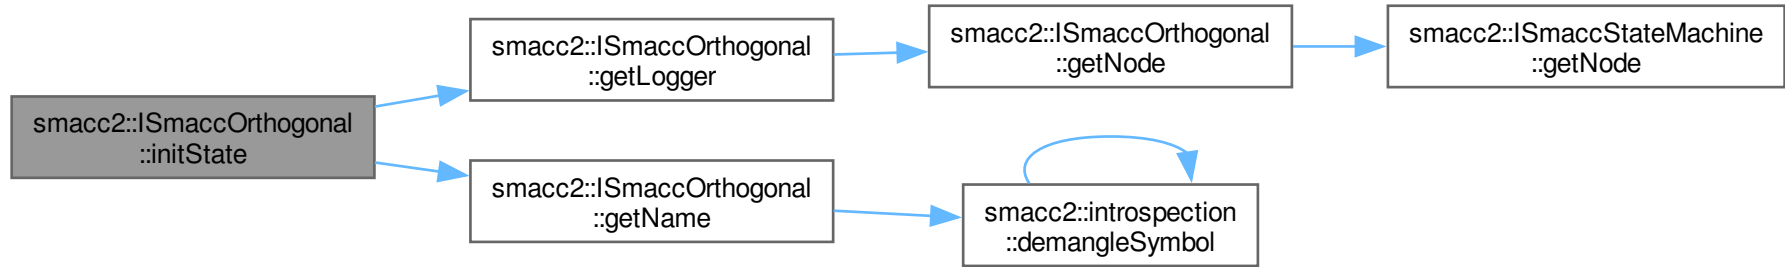 smacc2::ISmaccOrthogonal
::initState
smacc2::ISmaccOrthogonal
::getLogger
smacc2::ISmaccOrthogonal
::getNode
smacc2::ISmaccStateMachine
::getNode
smacc2::ISmaccOrthogonal
::getName
smacc2::introspection
::demangleSymbol